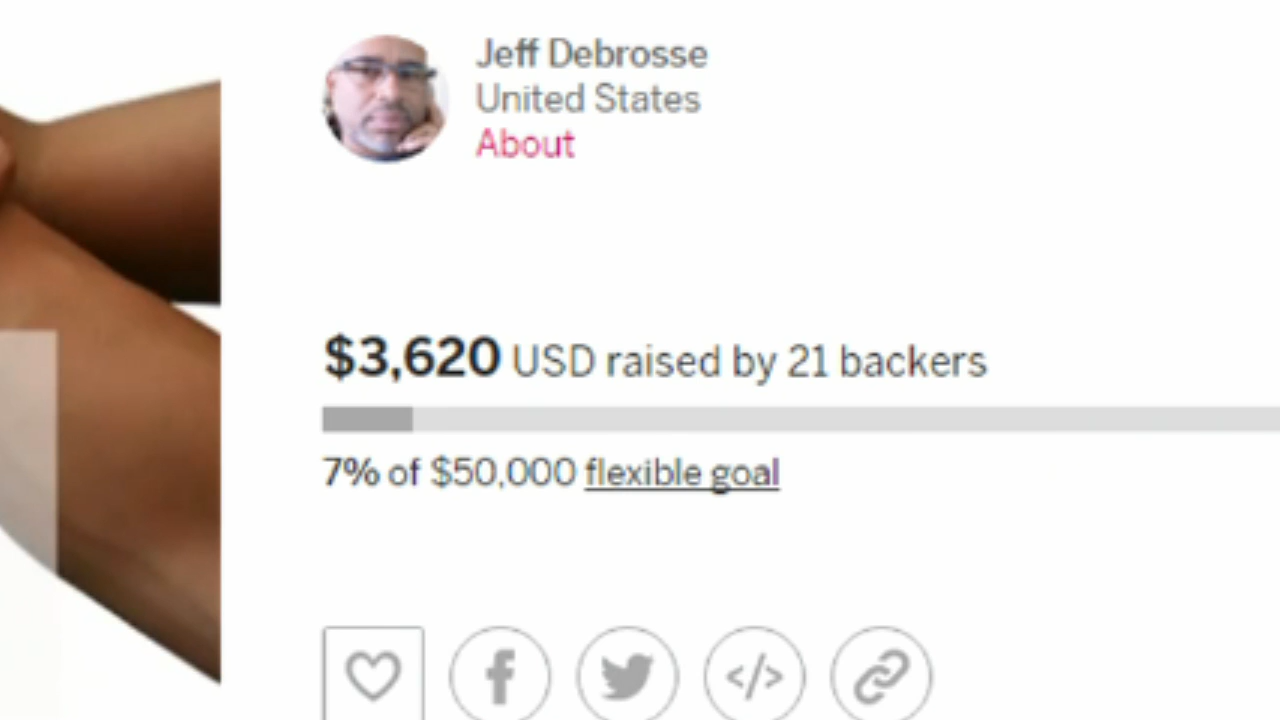 Jeff Debrosse
United States
About
$3,620 USD raised by 21 backers
7% of $50,000 flexible goal